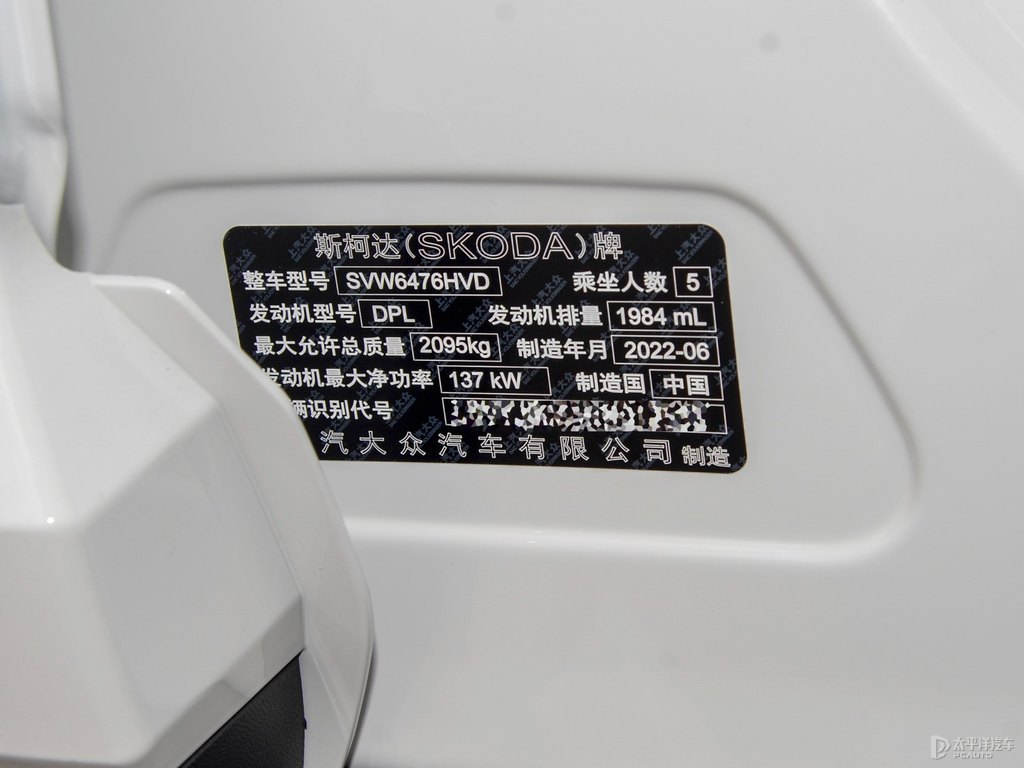 斯柯达(SKODA)牌
整车型号 SVW6476HVD 乘坐人数 5
发动机型号 DPL 发动机排量 1984 mL
最大允许总质量 2095kg 制造年月 2022-06
发动机最大净功率 137 kW 制造国 中国
辆识别代号
汽大众汽车有限公司 制造
太平洋汽车
PCAUTO